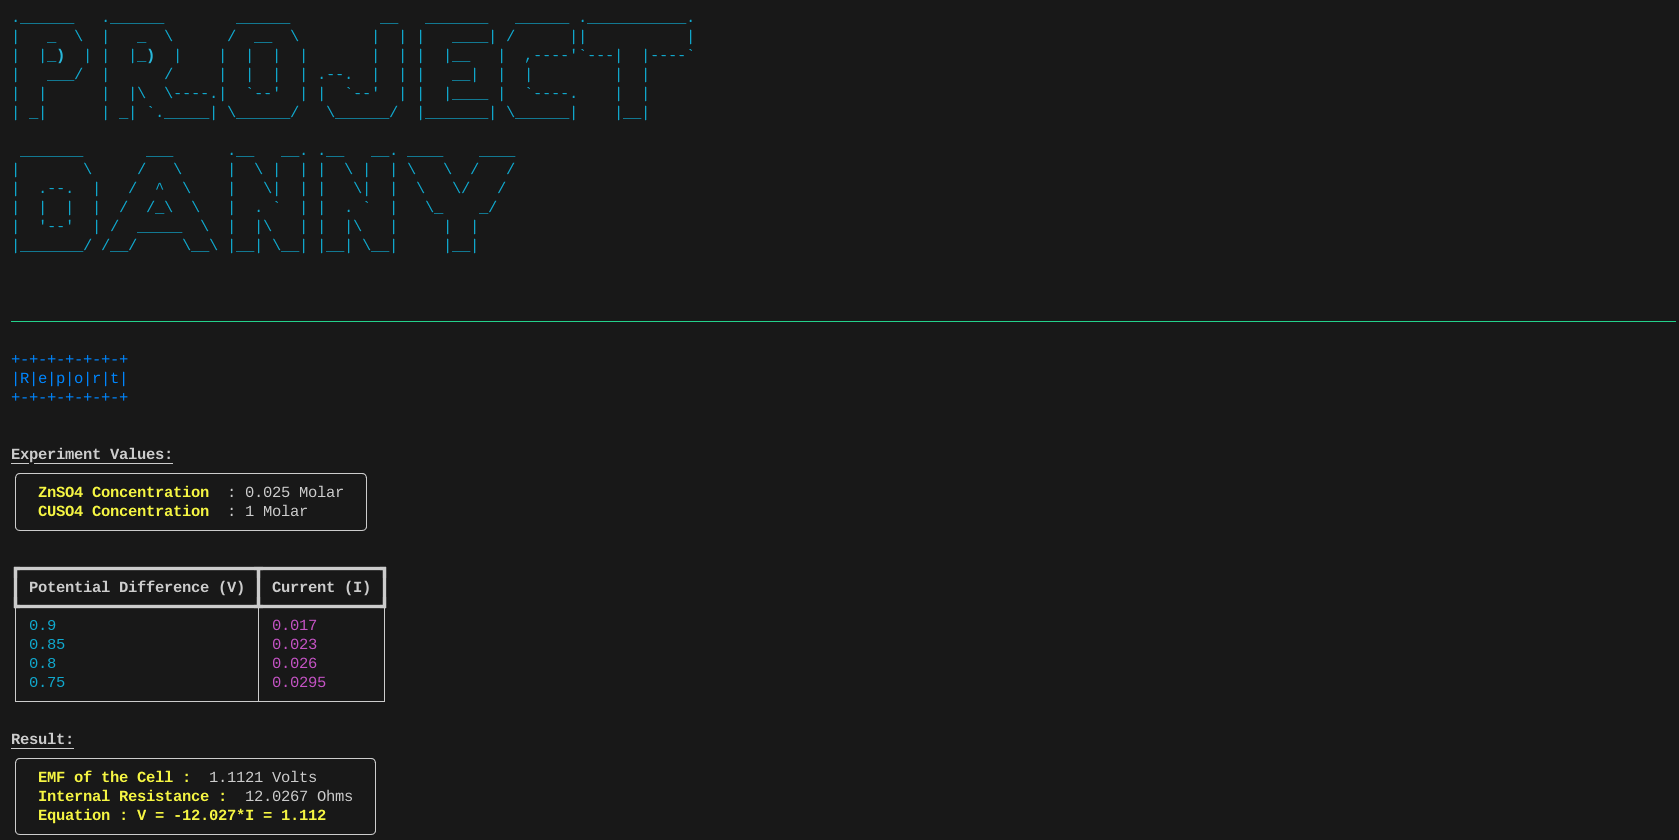 PROJECT
DANNY
+-+-+-+-+-+-+
|R|e|p|o|r|t|
+-+-+-+-+-+-+
Experiment Values:
ZnSO4 Concentration : 0.025 Molar
CUSO4 Concentration : 1 Molar
Potential Difference (V) Current (I)
0.9 0.017
0.85 0.023
0.8 0.026
0.75 0.0295
Result:
EMF of the Cell : 1.1121 Volts
Internal Resistance : 12.0267 Ohms
Equation : V = -12.027*I = 1.112